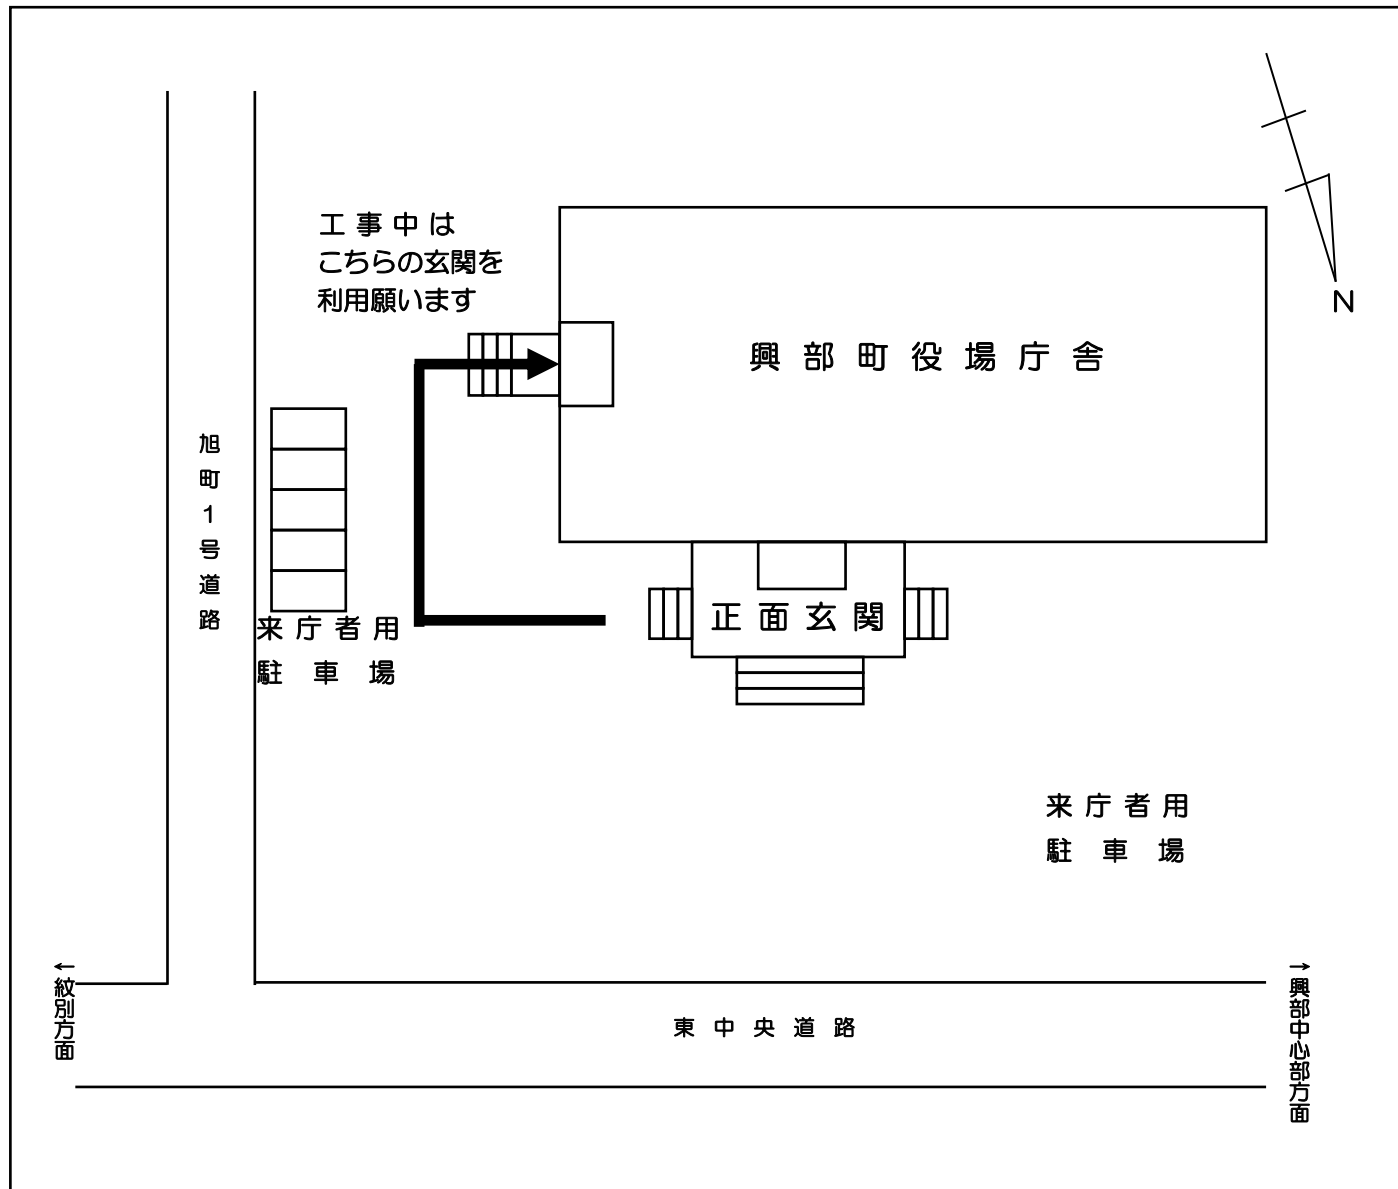 工事中は
こちらの玄関を
利用願います
N
興部町役場庁舎
旭町1号道路
来庁者用
駐車場
正面玄関
来庁者用
駐車場
←紋別方面
東中央道路
→興部中心部方面